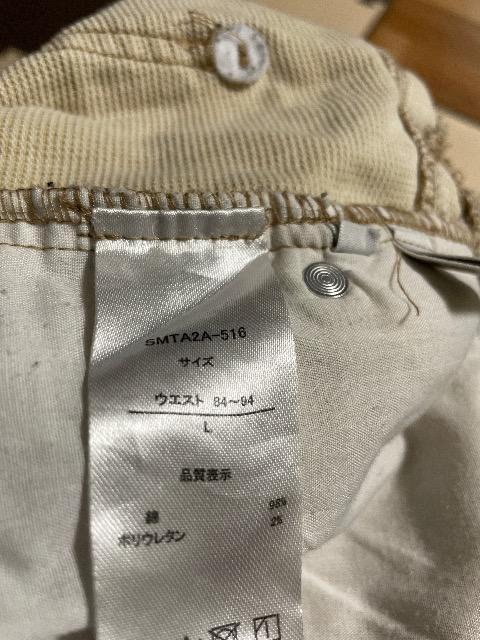 SMTA2A-516
サイズ
ウエスト 84～94
L
品質表示
綿 98%
ポリウレタン 2%